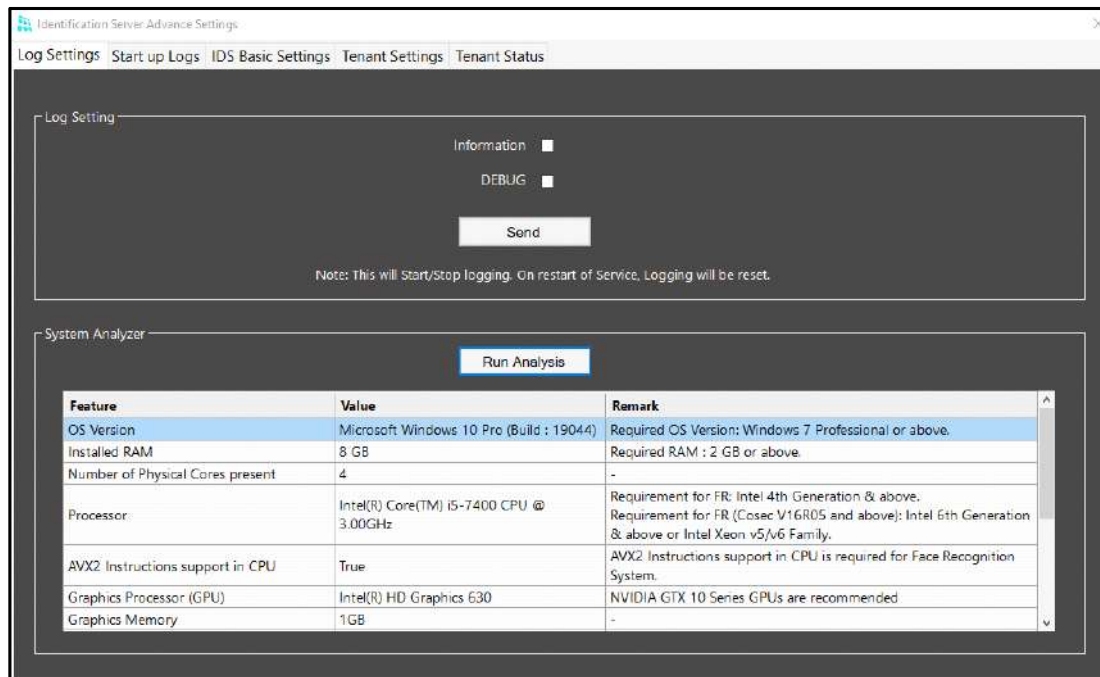 Identification Server Advance Settings
Log Settings Start up Logs IDS Basic Settings Tenant Settings Tenant Status
Log Setting
Information
DEBUG
Send
Note: This will Start/Stop logging. On restart of Service, Logging will be reset.
System Analyzer
Run Analysis
Feature Value Remark
OS Version Microsoft Windows 10 Pro (Build : 19044) Required OS Version: Windows 7 Professional or above.
Installed RAM 8 GB Required RAM : 2 GB or above.
Number of Physical Cores present 4 -
Processor Intel(R) Core(TM) i5-7400 CPU @
3.00GHz
Requirement for FR: Intel 4th Generation & above.
Requirement for FR (Cosec V16R05 and above): Intel 6th Generation
& above or Intel Xeon v5/v6 Family.
AVX2 Instructions support in CPU True AVX2 Instructions support in CPU is required for Face Recognition
System.
Graphics Processor (GPU) Intel(R) HD Graphics 630 NVIDIA GTX 10 Series GPUs are recommended
Graphics Memory 1GB -